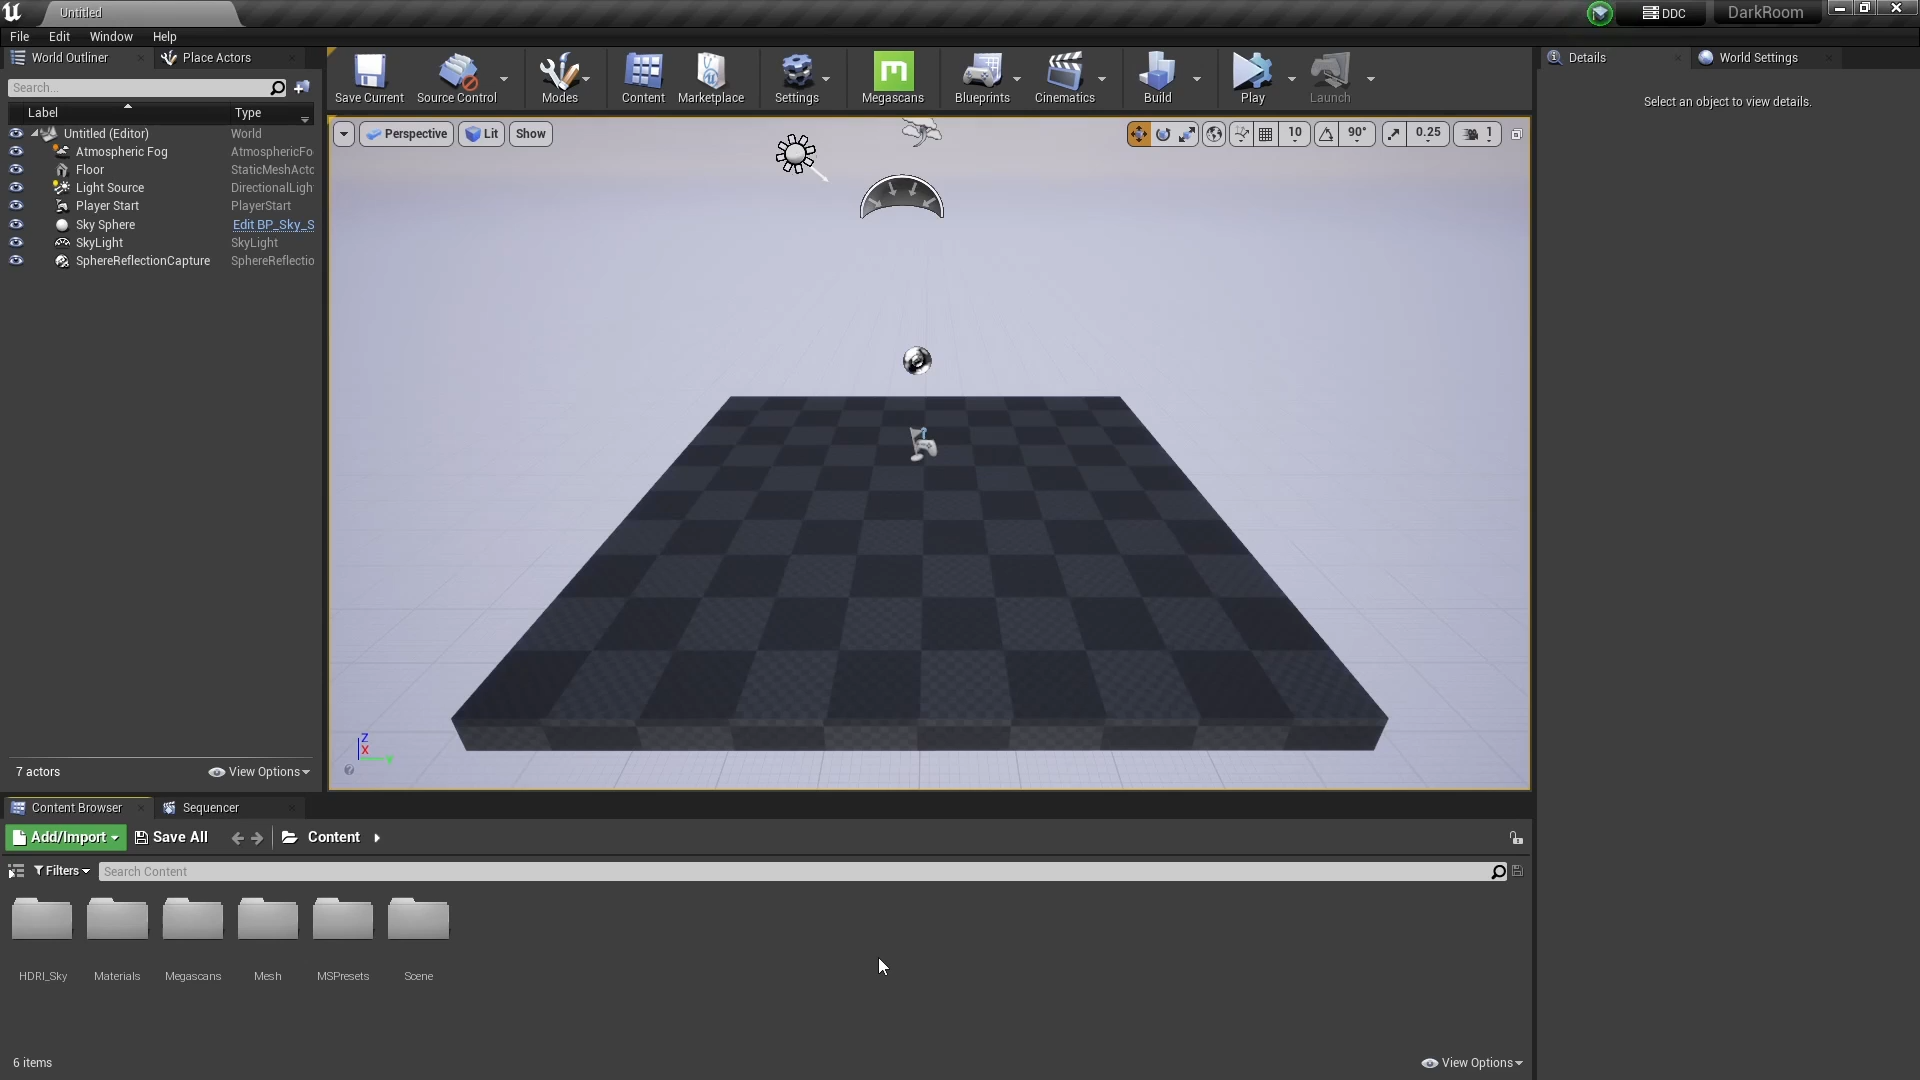 Untitled
DDC
DarkRoom
File Edit Window Help
World Outliner
Place Actors
Search...
Label Type
Untitled (Editor) World
Atmospheric Fog AtmosphericFo
Floor StaticMeshActo
Light Source DirectionalLigh
Player Start PlayerStart
Sky Sphere Edit BP_Sky_S
SkyLight SkyLight
SphereReflectionCapture SphereReflectio
7 actors
View Options
Save Current
Source Control
Modes
Content
Marketplace
Settings
Megascans
Blueprints
Cinematics
Build
Play
Launch
Perspective
Lit
Show
10
90°
0.25
1
Z
X
Details
World Settings
Select an object to view details.
Content Browser
Sequencer
Add/Import
Save All
Content
Filters
Search Content
HDRI_Sky
Materials
Megascans
Mesh
MSPresets
Scene
6 items
View Options